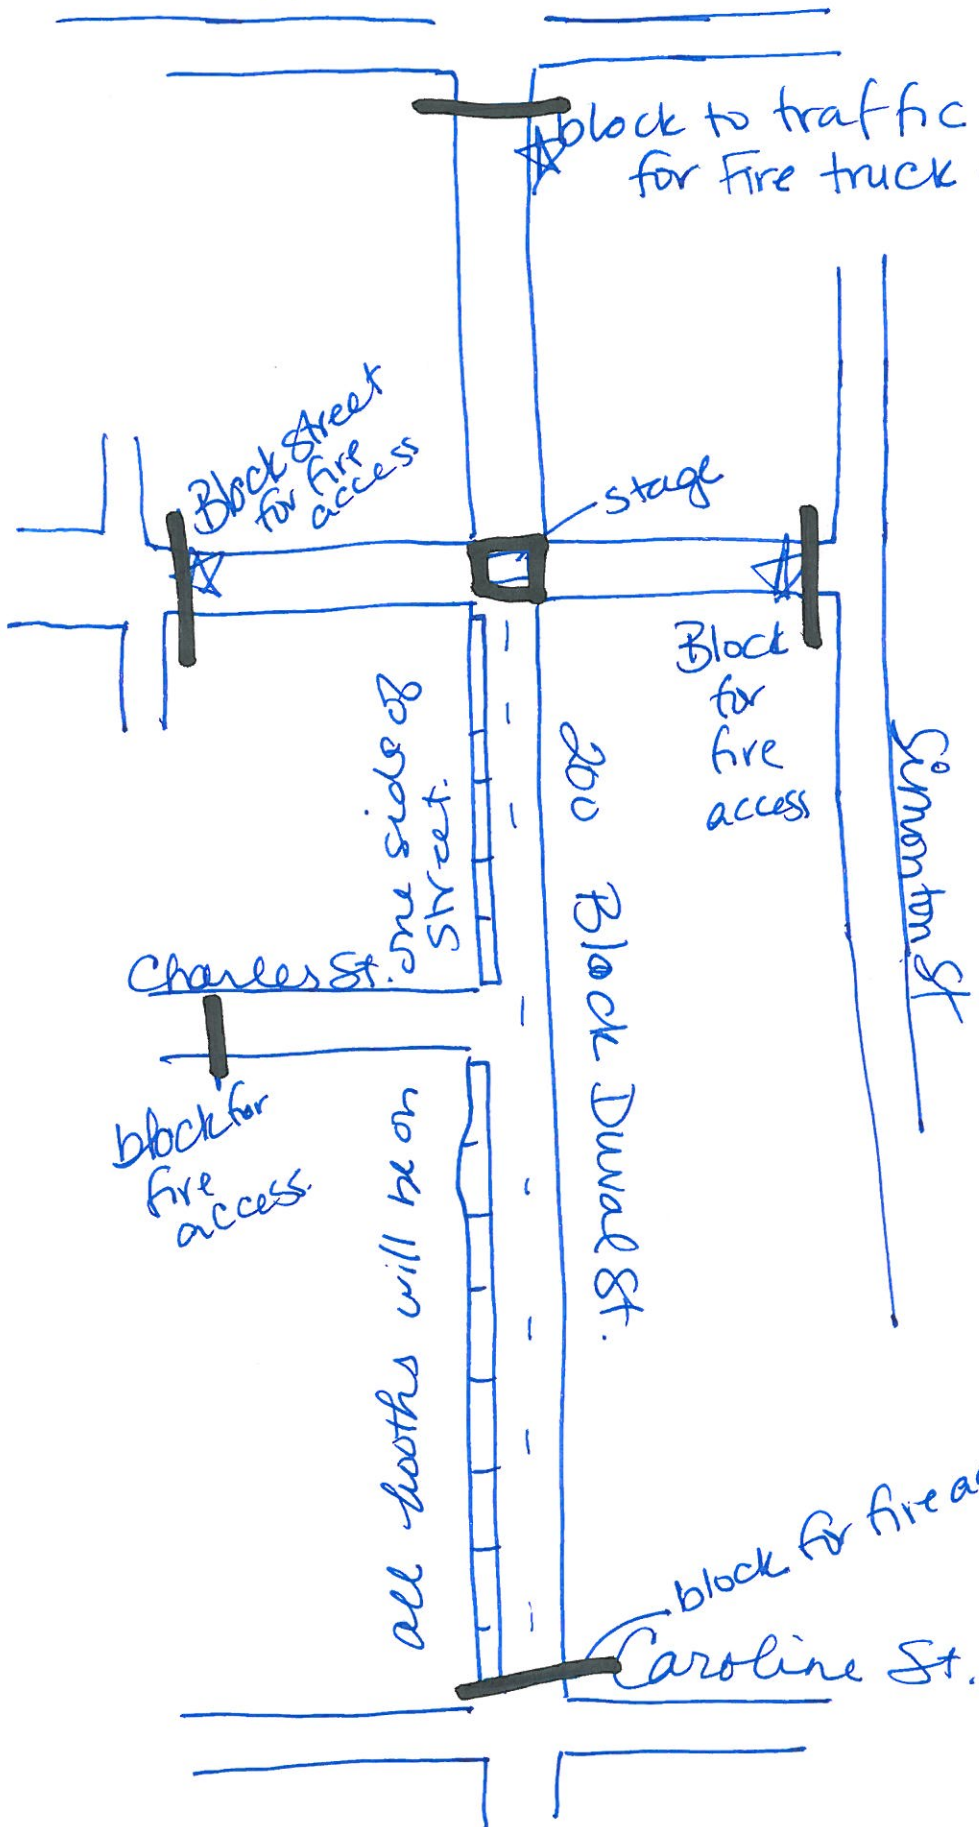 block to traffic
for Fire truck
Block Street
for fire
access
stage
Block
for
fire
access
Simonton St
200 Block Duval St.
one side of
street.
Charles St.
block for
fire
access.
all booths will be on
block for fire
Caroline St.